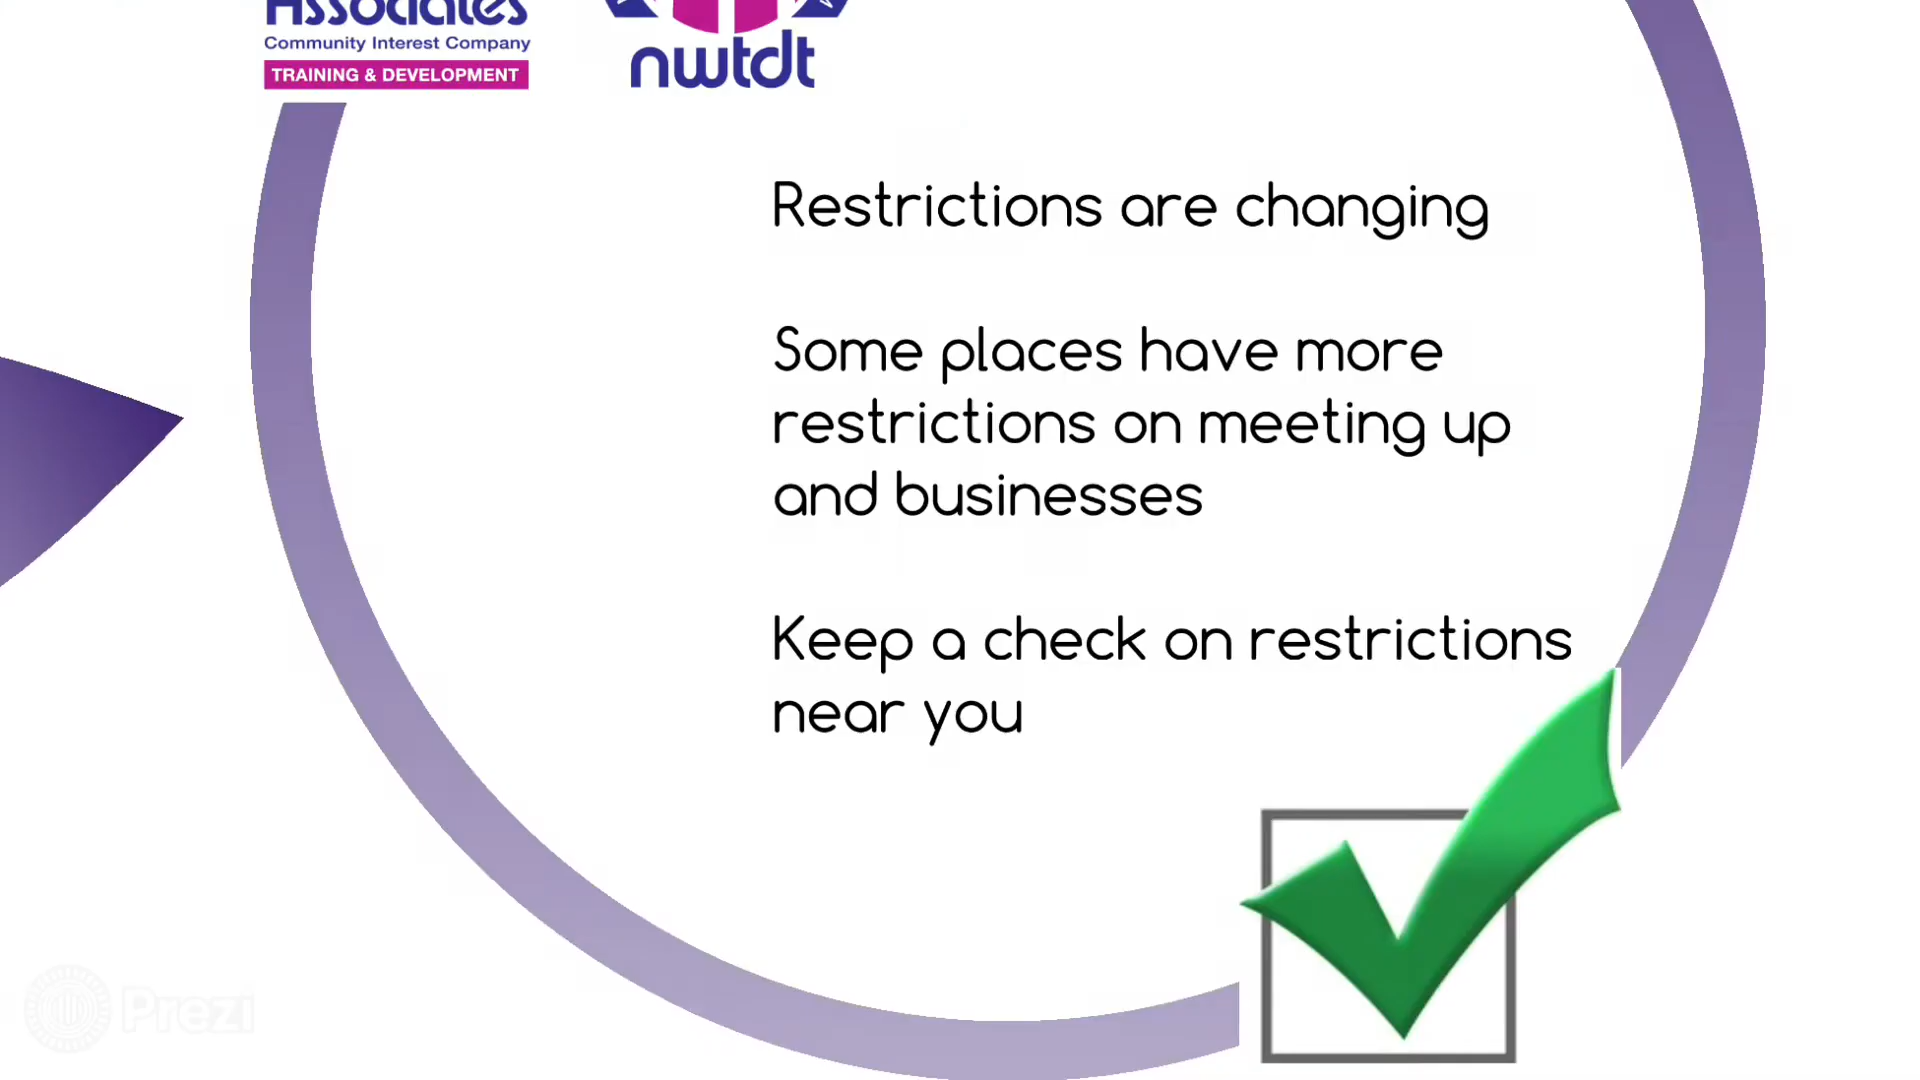 Associates
Community Interest Company
TRAINING & DEVELOPMENT
nwtdt
Restrictions are changing
Some places have more
restrictions on meeting up
and businesses
Keep a check on restrictions
near you
Prezi